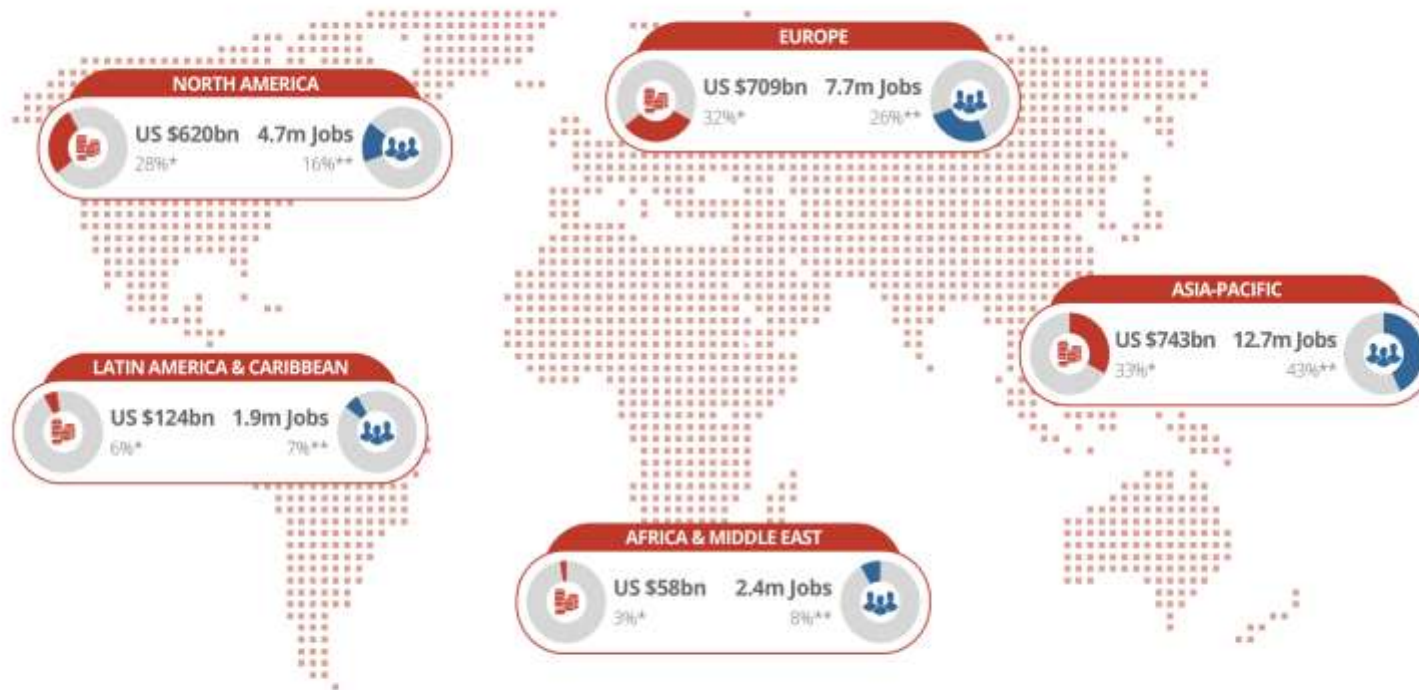 EUROPE
US $709bn 7.7m Jobs
32%* 26%**
NORTH AMERICA
US $620bn 4.7m Jobs
28%* 16%**
ASIA-PACIFIC
US $743bn 12.7m Jobs
33%* 43%**
LATIN AMERICA & CARIBBEAN
US $124bn 1.9m Jobs
6%* 7%**
AFRICA & MIDDLE EAST
US $58bn 2.4m Jobs
3%* 8%**